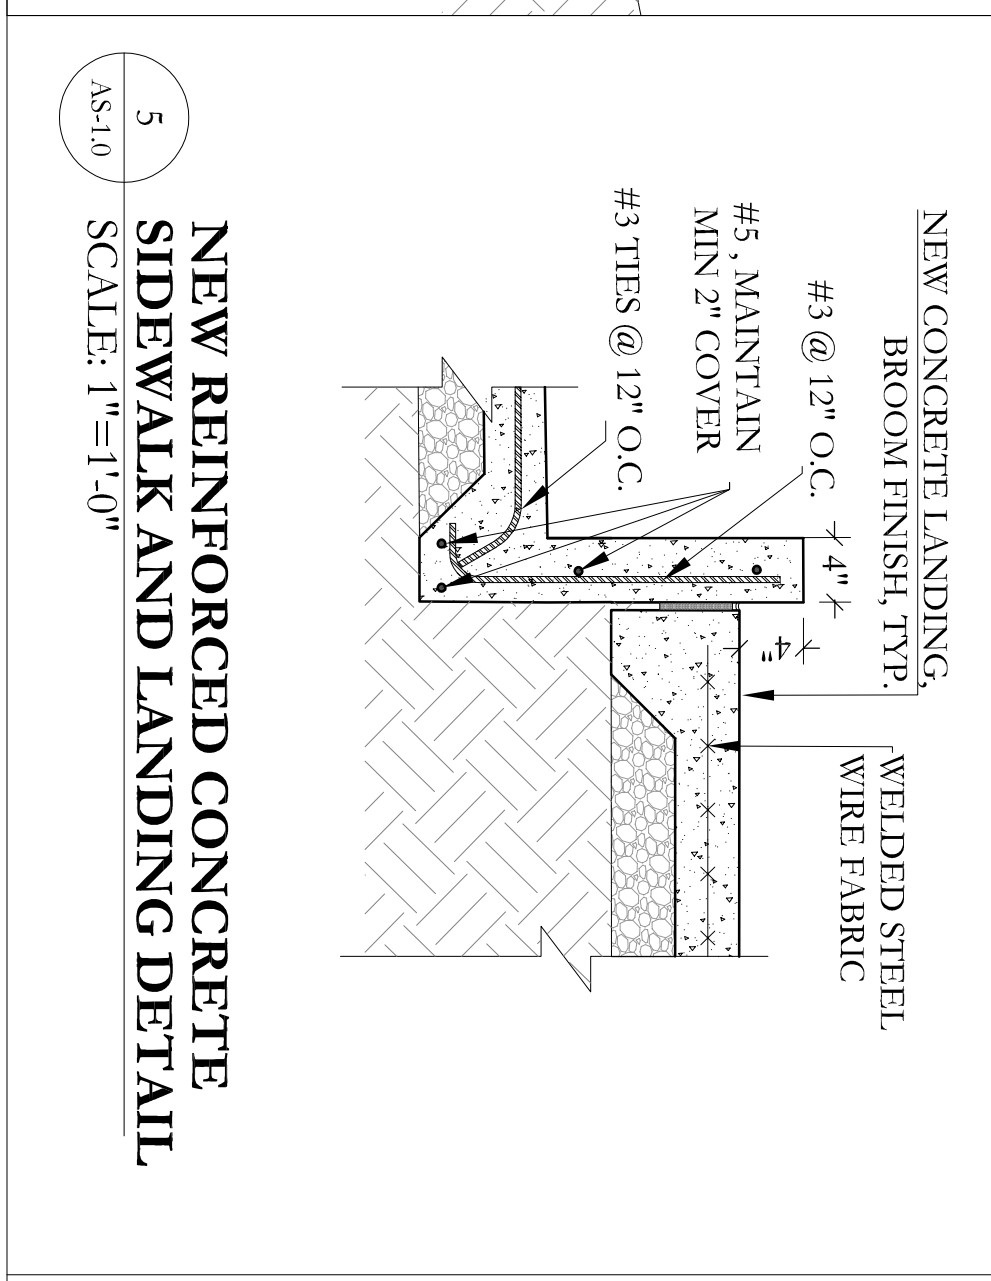 NEW CONCRETE LANDING,
BROOM FINISH, TYP.
#3 @ 12" O.C.
#5 , MAINTAIN
MIN 2" COVER
#3 TIES @ 12" O.C.
4"
4"
WELDED STEEL
WIRE FABRIC
5
AS-1.0
NEW REINFORCED CONCRETE
SIDEWALK AND LANDING DETAIL
SCALE: 1"=1'-0"